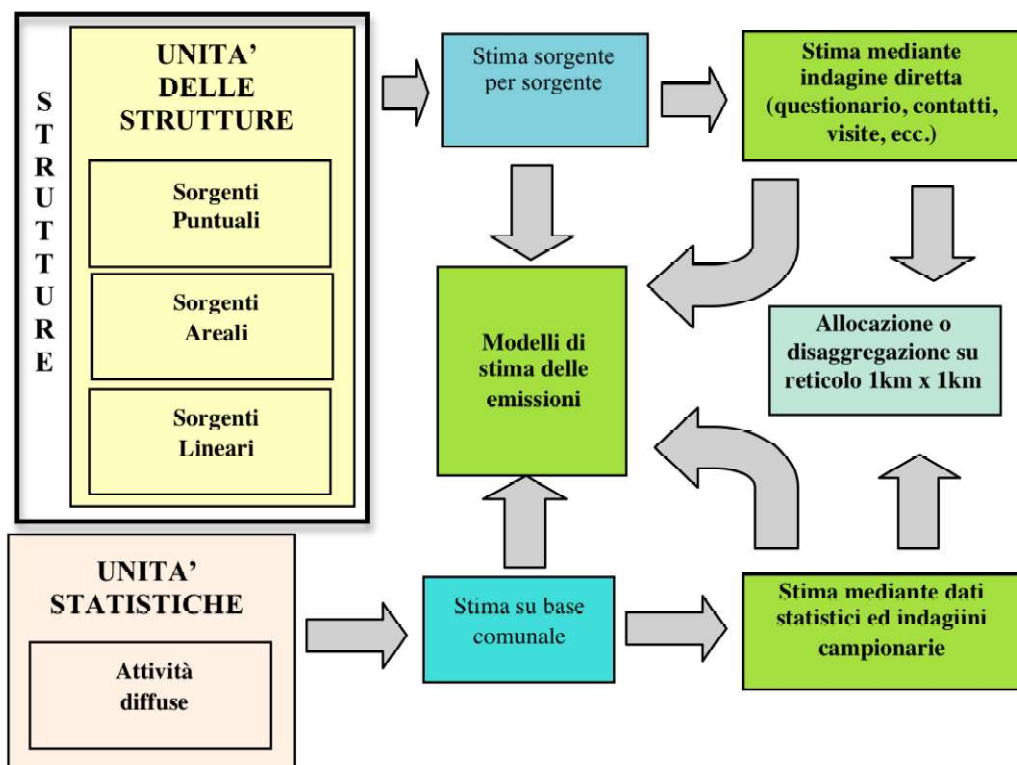 STRUTTURE
UNITA’
DELLE
STRUTTURE
Sorgenti
Puntuali
Sorgenti
Areali
Sorgenti
Lineari
Stima sorgente
per sorgente
Stima mediante
indagine diretta
(questionario, contatti,
visite, ecc.)
Modelli di
stima delle
emissioni
Allocazione o
disaggregazione su
reticolo 1km x 1km
UNITA’
STATISTICHE
Attività
diffuse
Stima su base
comunale
Stima mediante dati
statistici ed indagiini
campionarie